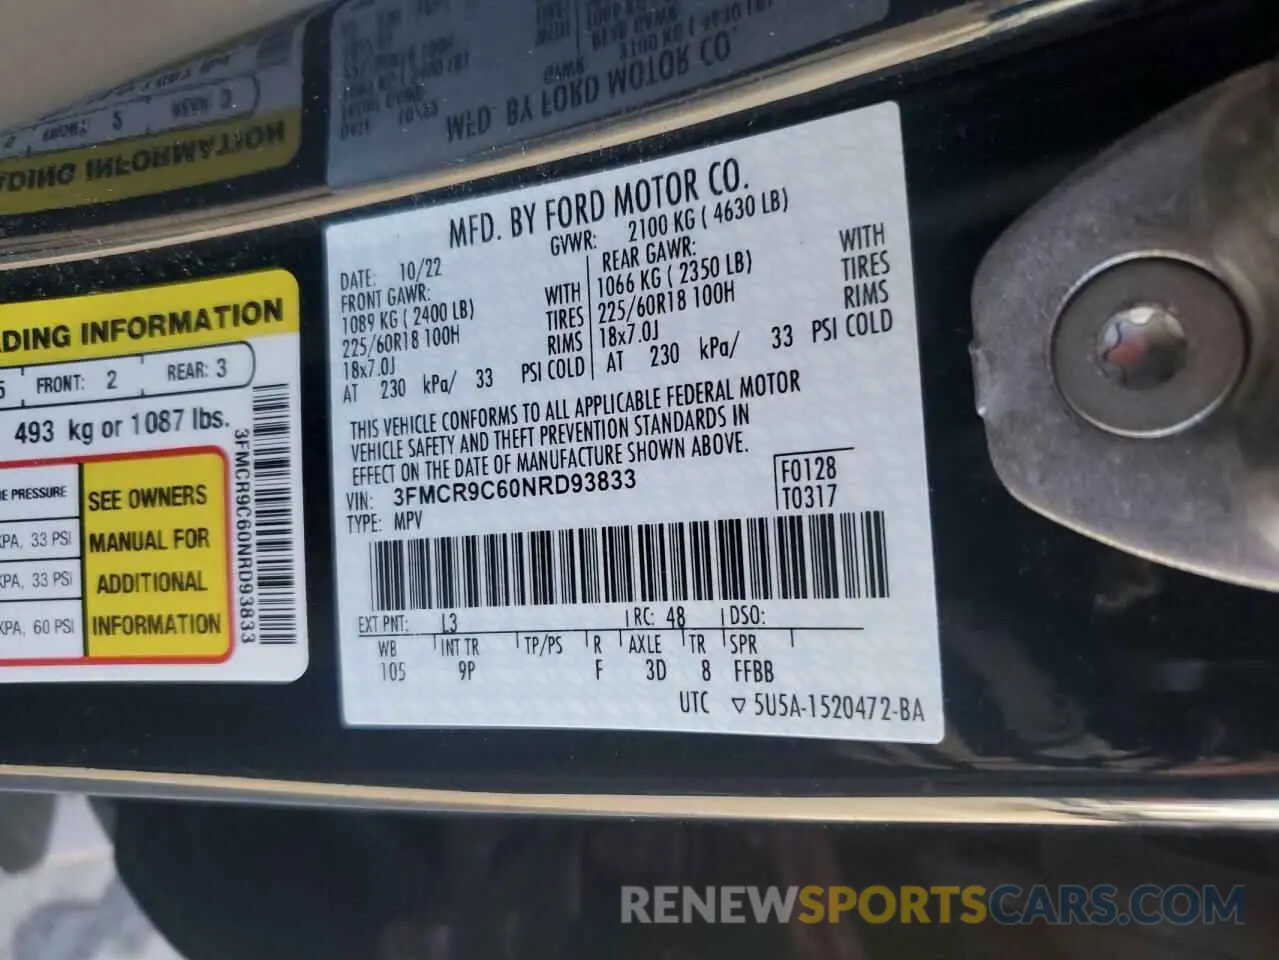 MFD. BY FORD MOTOR CO.
DATE: 10/22 GVWR: 2100 KG ( 4630 LB)
FRONT GAWR: REAR GAWR:
1089 KG ( 2400 LB) WITH 1066 KG ( 2350 LB) WITH
225/60R18 100H TIRES 225/60R18 100H TIRES
18x7.0J RIMS 18x7.0J RIMS
AT 230 kPa/ 33 PSI COLD AT 230 kPa/ 33 PSI COLD
THIS VEHICLE CONFORMS TO ALL APPLICABLE FEDERAL MOTOR
VEHICLE SAFETY AND THEFT PREVENTION STANDARDS IN
EFFECT ON THE DATE OF MANUFACTURE SHOWN ABOVE.
VIN: 3FMCR9C60NRD93833 F0128
TYPE: MPV T0317
EXT PNT: L3 RC: 48 DSO:
WB INT TR TP/PS R AXLE TR SPR
105 9P F 3D 8 FFBB
UTC ▽ 5U5A-1520472-BA
INFORMATION
5 FRONT: 2 REAR: 3
493 kg or 1087 lbs.
PRESSURE
KPA, 33 PSI
KPA, 33 PSI
KPA, 60 PSI
SEE OWNERS
MANUAL FOR
ADDITIONAL
INFORMATION
3FMCR9C60NRD93833
RENEWSPORTSCARS.COM